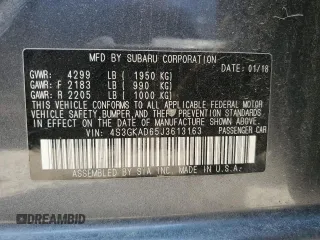 MFD BY SUBARU CORPORATION
GVWR: 4299 LB ( 1950 KG) DATE: 01/18
GAWR: F 2183 LB ( 990 KG)
GAWR: R 2205 LB ( 1000 KG)
THIS VEHICLE CONFORMS TO ALL APPLICABLE FEDERAL MOTOR
VEHICLE SAFETY, BUMPER, AND THEFT PREVENTION STANDARDS
IN EFFECT ON THE DATE OF MANUFACTURE SHOWN ABOVE.
VIN: 4S3GKAD65J3613163 PASSENGER CAR
ASSEMBLED BY S.I.A. INC. MADE IN U.S.A.
DREAMBID